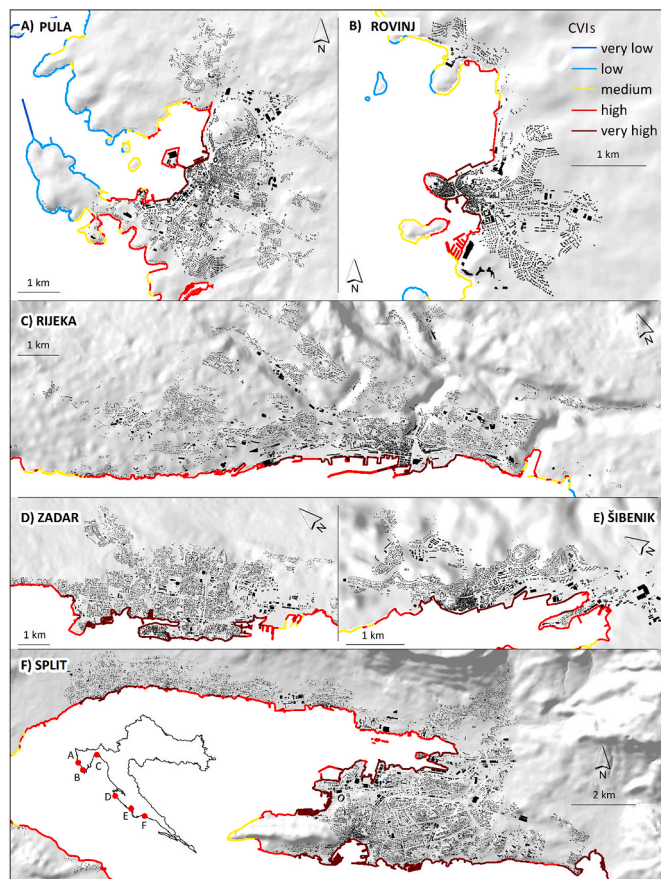 A) PULA
N
1 km
B) ROVINJ
CVIs
very low
low
medium
high
very high
1 km
N
C) RIJEKA
1 km
N
D) ZADAR
N
1 km
E) ŠIBENIK
N
1 km
F) SPLIT
A
B
C
D
E
F
N
2 km